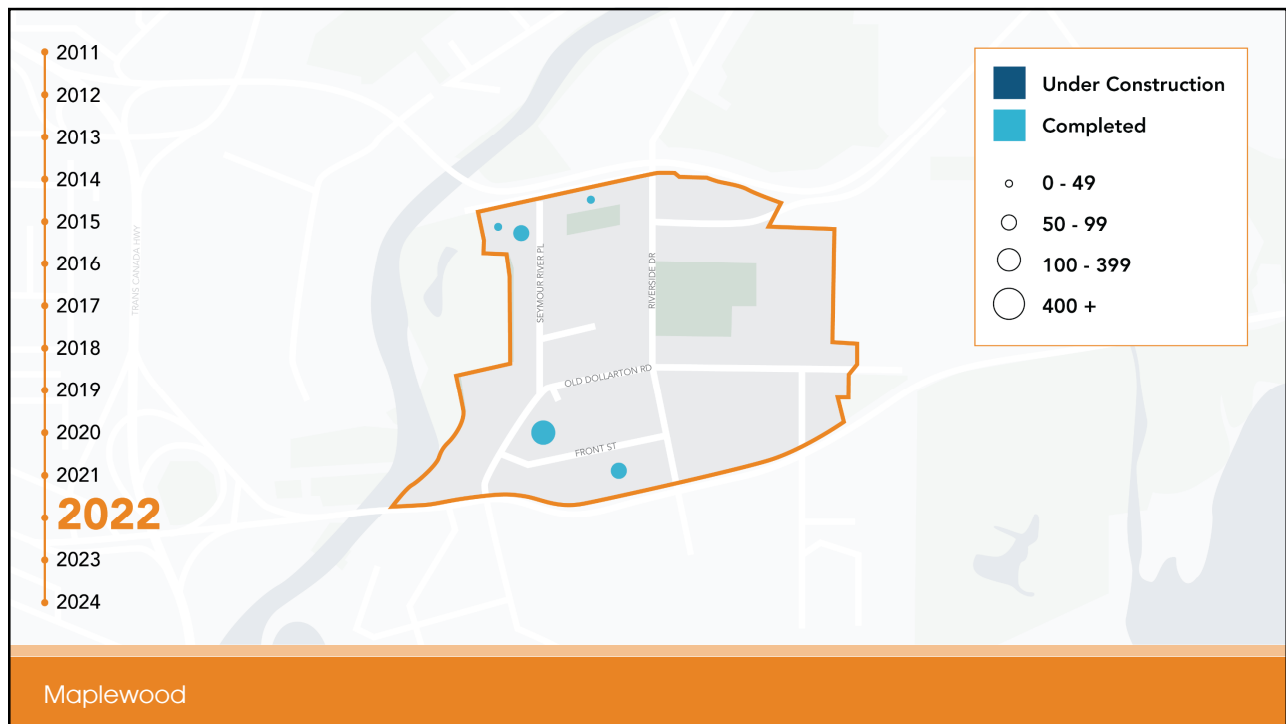 2011
2012
2013
2014
2015
2016
2017
2018
2019
2020
2021
2022
2023
2024
TRANS CANADA HWY
SEYMOUR RIVER PL
RIVERSIDE DR
OLD DOLLARTON RD
FRONT ST
Under Construction
Completed
0 - 49
50 - 99
100 - 399
400 +
Maplewood